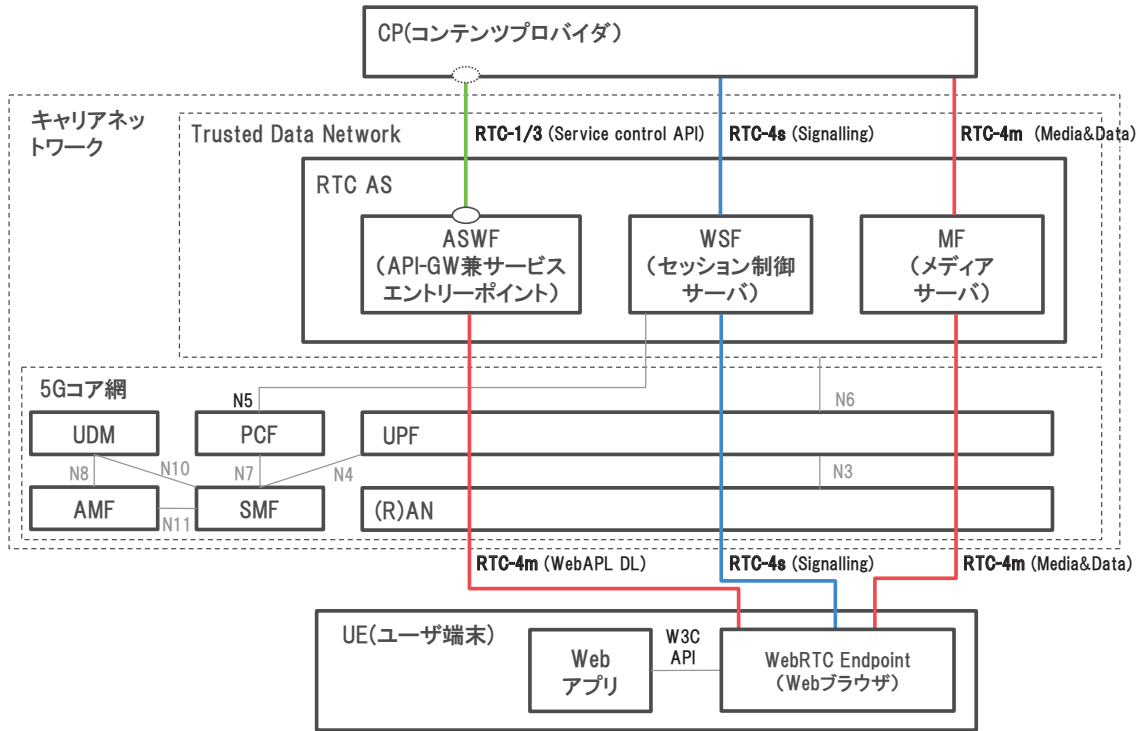 CP(コンテンツプロバイダ)
キャリアネッ
トワーク
Trusted Data Network
RTC-1/3 (Service control API)
RTC-4s (Signalling)
RTC-4m (Media&Data)
RTC AS
ASWF
(API-GW兼サービス
エントリーポイント)
WSF
(セッション制御
サーバ)
MF
(メディア
サーバ)
5Gコア網
N5
N6
UDM
PCF
UPF
N8
N10
N7
N4
N3
AMF
N11
SMF
(R)AN
RTC-4m (WebAPL DL)
RTC-4s (Signalling)
RTC-4m (Media&Data)
UE(ユーザ端末)
Web
アプリ
W3C
API
WebRTC Endpoint
(Webブラウザ)